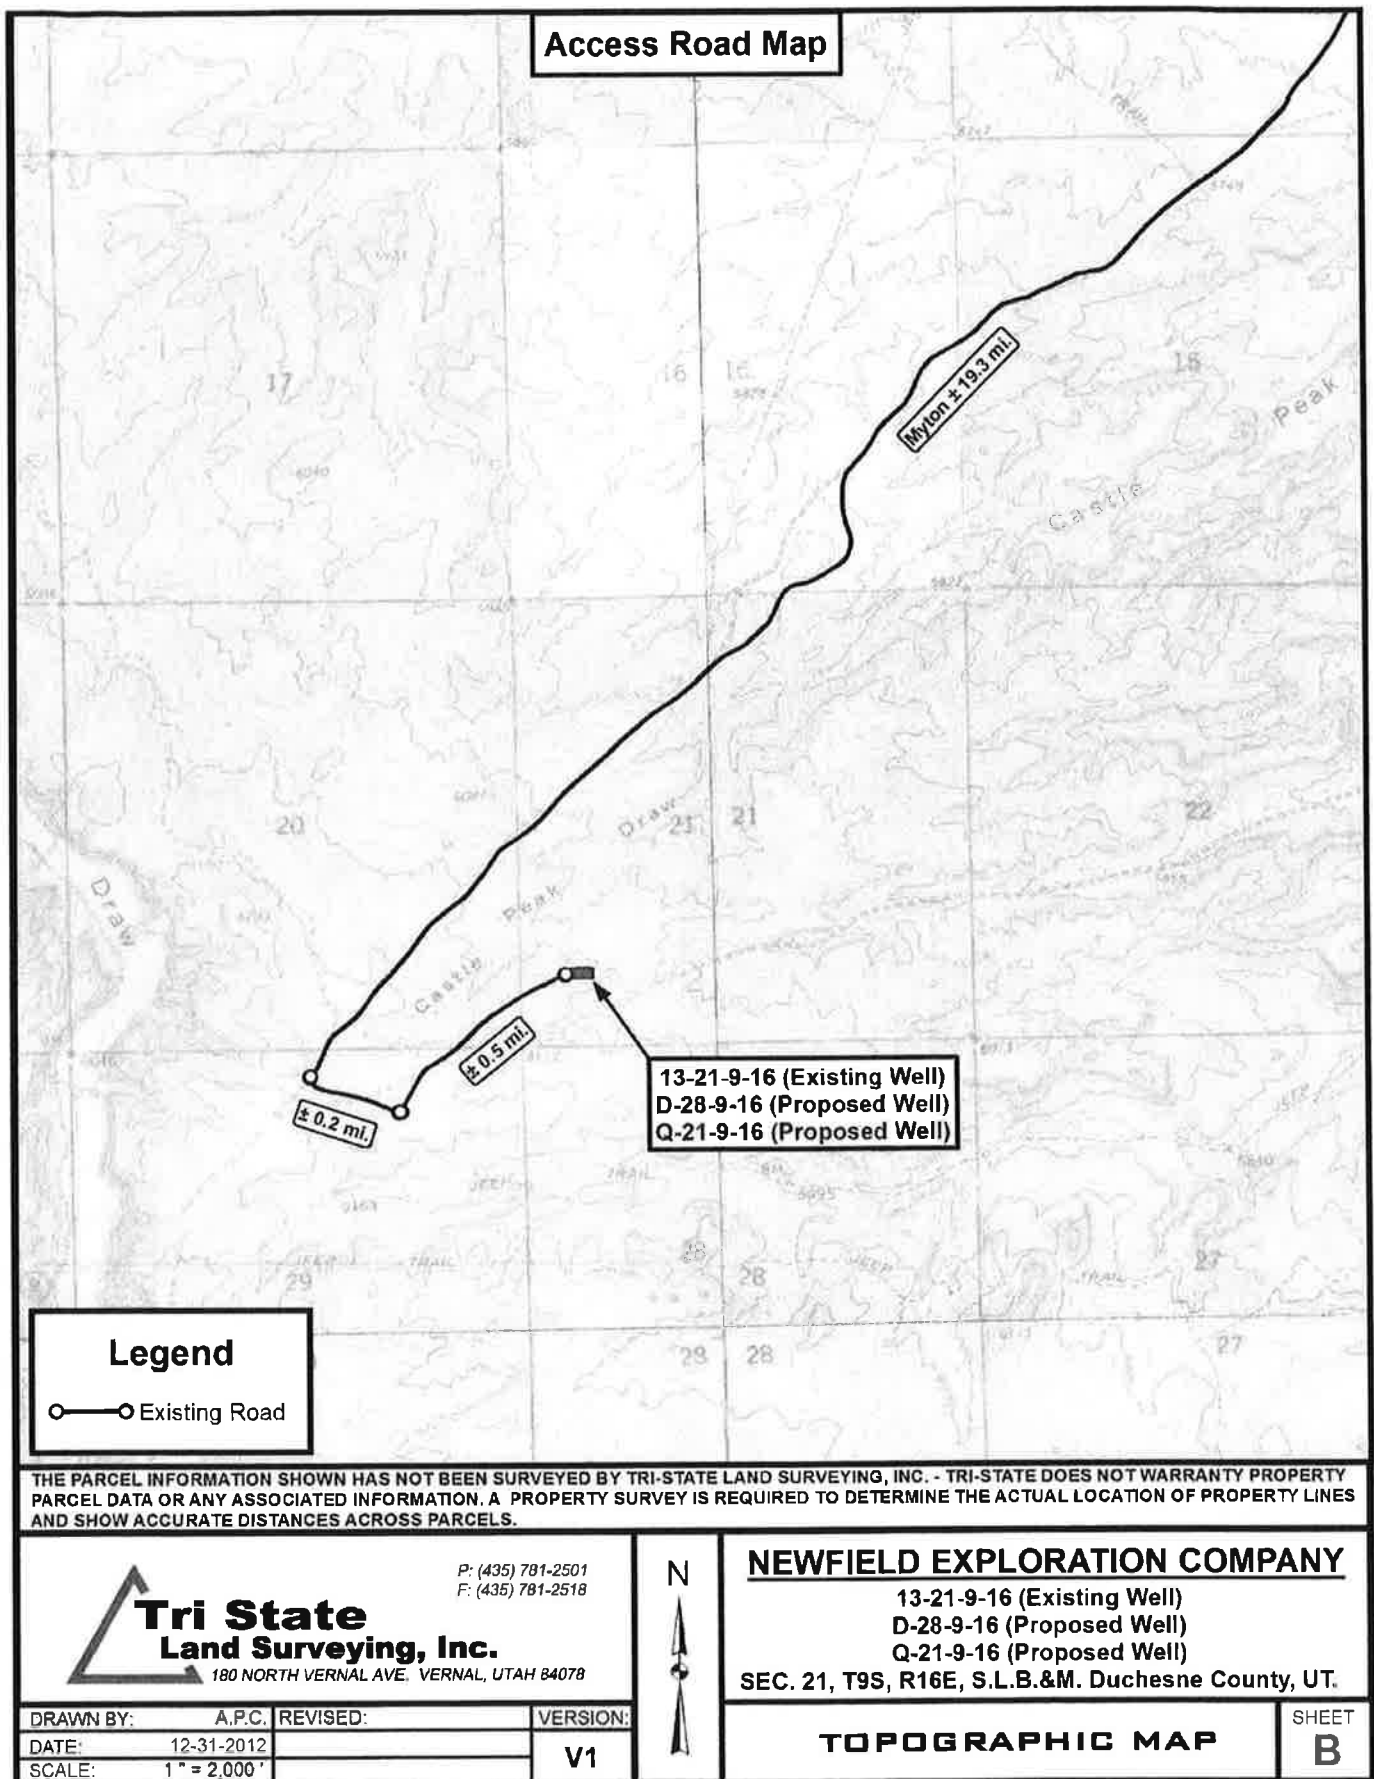 Access Road Map
Myton ± 19.3 mi.
17
16
16
15
Peak
Castle
6040
20
Draw
21
21
22
Draw
Peak
Castle
± 0.5 mi.
± 0.2 mi.
13-21-9-16 (Existing Well)
D-28-9-16 (Proposed Well)
Q-21-9-16 (Proposed Well)
JEEP
TRAIL
5695
JEEP
TRAIL
29
28
28
JEEP
TRAIL
27
29
28
27
Legend
Existing Road
THE PARCEL INFORMATION SHOWN HAS NOT BEEN SURVEYED BY TRI-STATE LAND SURVEYING, INC. - TRI-STATE DOES NOT WARRANTY PROPERTY
PARCEL DATA OR ANY ASSOCIATED INFORMATION. A PROPERTY SURVEY IS REQUIRED TO DETERMINE THE ACTUAL LOCATION OF PROPERTY LINES
AND SHOW ACCURATE DISTANCES ACROSS PARCELS.
P: (435) 781-2501
F: (435) 781-2518
Tri State
Land Surveying, Inc.
180 NORTH VERNAL AVE. VERNAL, UTAH 84078
N
NEWFIELD EXPLORATION COMPANY
13-21-9-16 (Existing Well)
D-28-9-16 (Proposed Well)
Q-21-9-16 (Proposed Well)
SEC. 21, T9S, R16E, S.L.B.&M. Duchesne County, UT.
DRAWN BY: A.P.C. REVISED: VERSION:
DATE: 12-31-2012
V1
SCALE: 1 " = 2,000 '
TOPOGRAPHIC MAP
SHEET
B